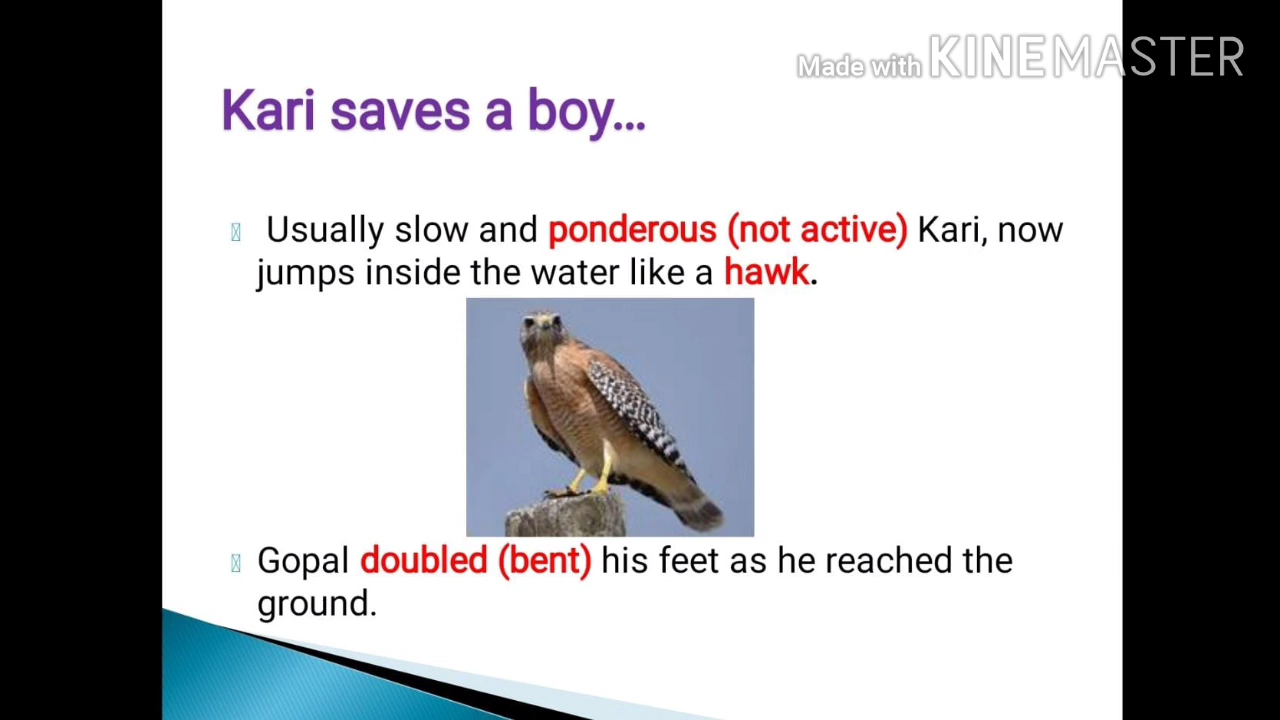 Made with KINEMASTER
Kari saves a boy...
Usually slow and ponderous (not active) Kari, now
jumps inside the water like a hawk.
Gopal doubled (bent) his feet as he reached the
ground.